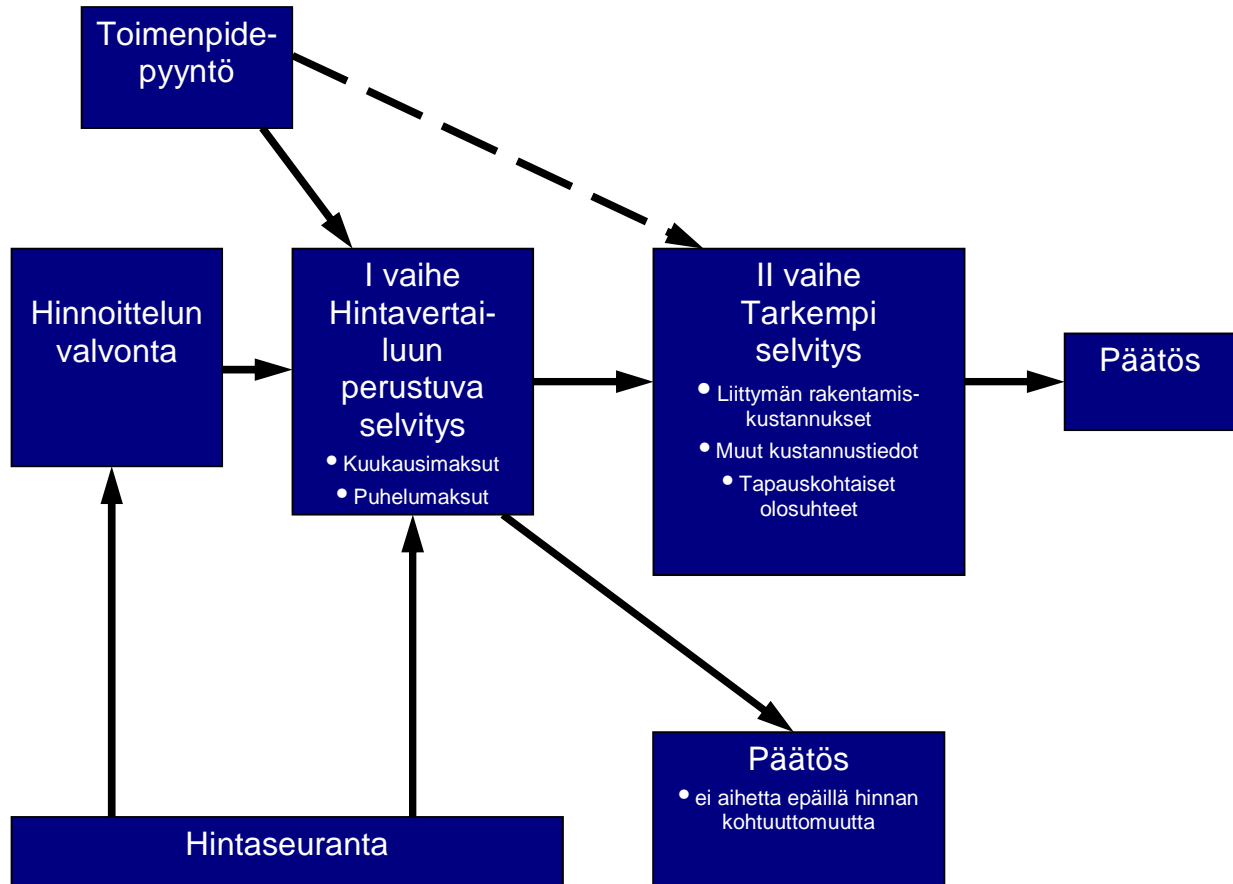 Toimenpide-
pyyntö
Hinnoittelun
valvonta
I vaihe
Hintavertai-
luun
perustuva
selvitys
• Kuukausimaksut
• Puhelumaksut
II vaihe
Tarkempi
selvitys
• Liittymän rakentamis-
kustannukset
• Muut kustannustiedot
• Tapauskohtaiset
olosuhteet
Päätös
Päätös
• ei aihetta epäillä hinnan
kohtuuttomuutta
Hintaseuranta